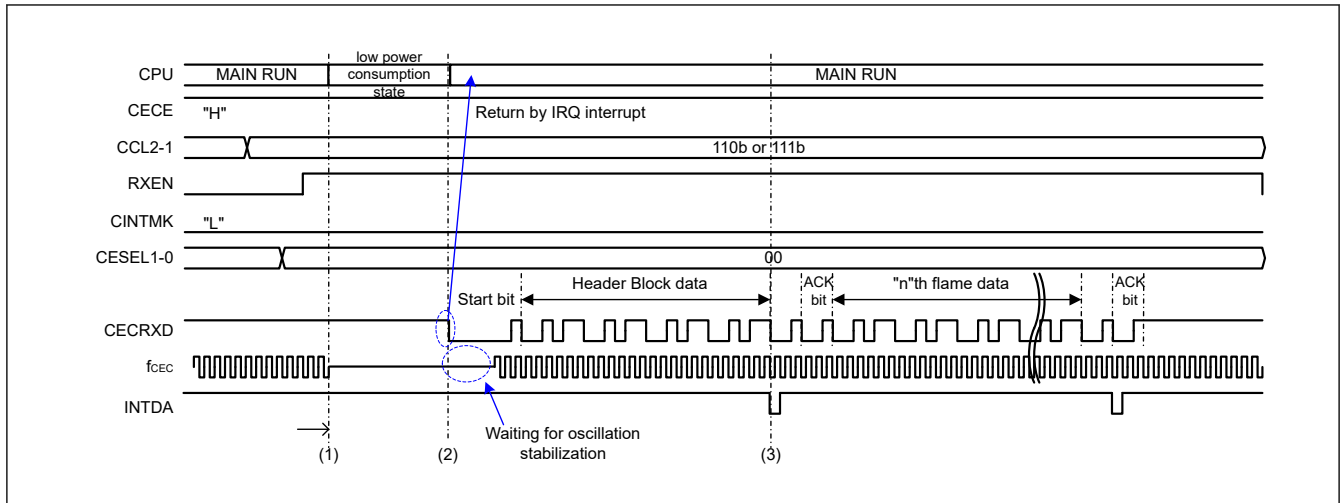 low power
consumption
state
CPU MAIN RUN MAIN RUN
CECE "H" Return by IRQ interrupt
CCL2-1 110b or 111b
RXEN
CINTMK "L"
CESEL1-0 00
Start bit Header Block data ACK bit "n"th flame data ACK bit
CECRXD
fCEC
INTDA
Waiting for oscillation
stabilization
(1) (2) (3)